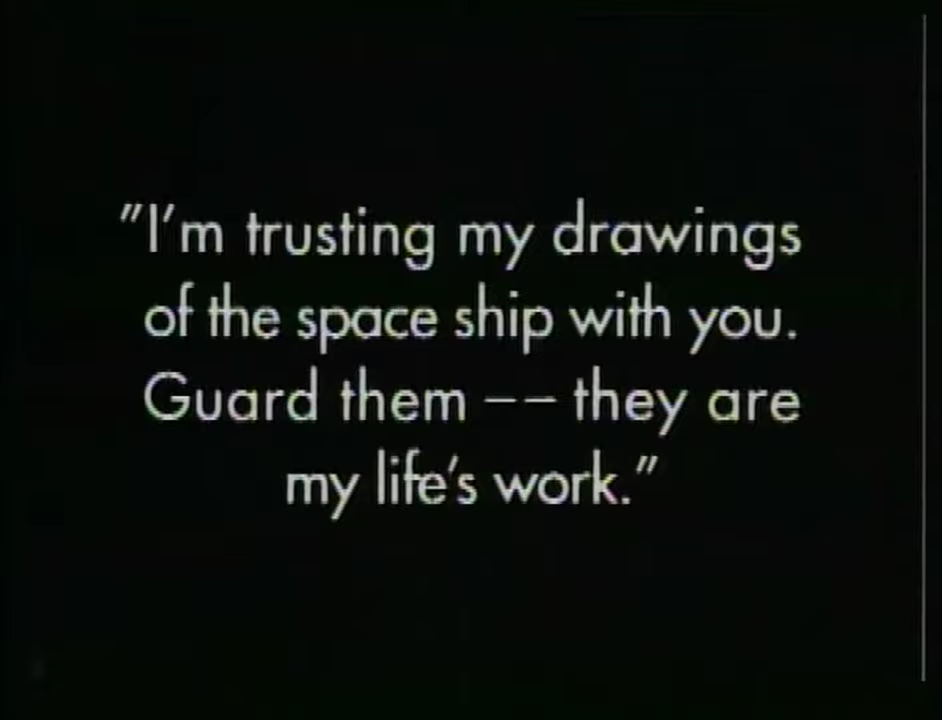 "I'm trusting my drawings
of the space ship with you.
Guard them -- they are
my life's work."